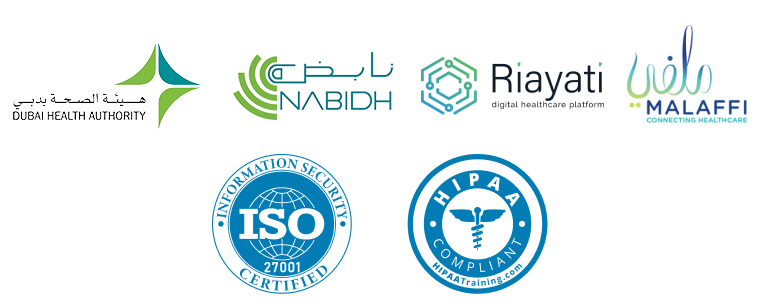 هيئة الصحة بدبي
DUBAI HEALTH AUTHORITY
نابض
NABIDH
Riayati
digital healthcare platform
ملفي
MALAFFI
CONNECTING HEALTHCARE
INFORMATION SECURITY
ISO
27001
CERTIFIED
HIPAA
COMPLIANT
HIPAATraining.com